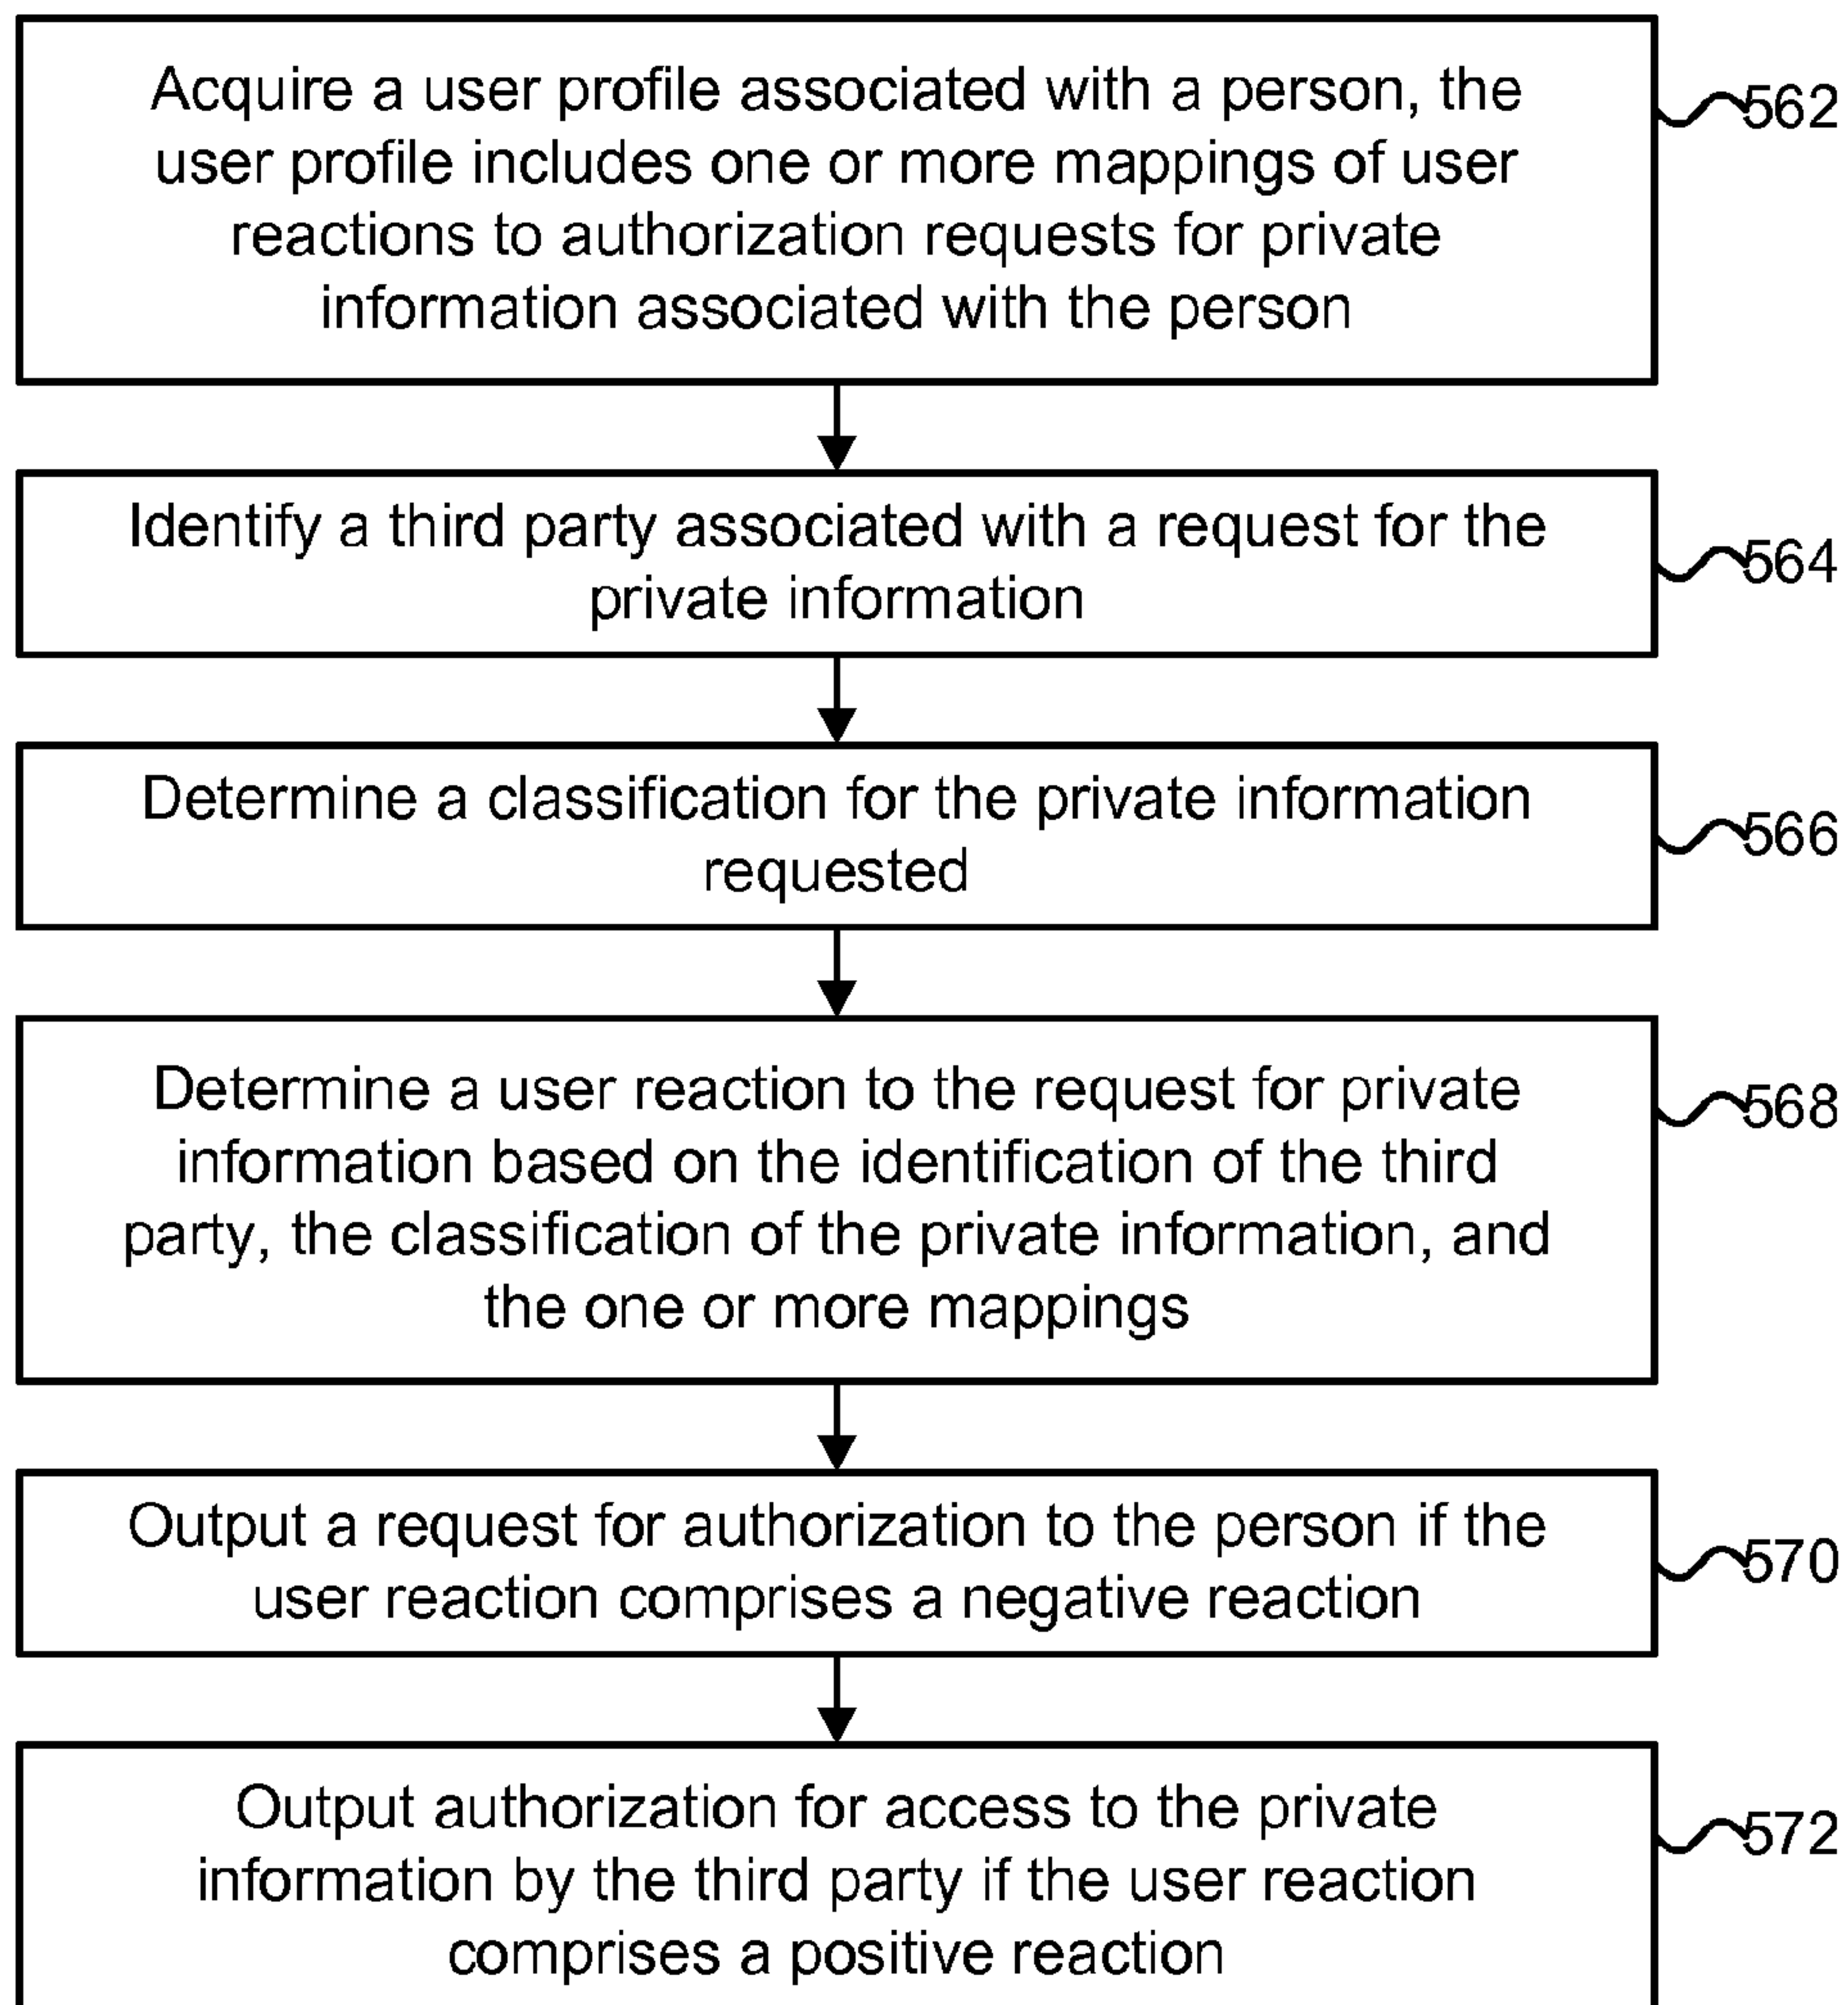 Acquire a user profile associated with a person, the
user profile includes one or more mappings of user
reactions to authorization requests for private
information associated with the person
562
Identify a third party associated with a request for the
private information
564
Determine a classification for the private information
requested
566
Determine a user reaction to the request for private
information based on the identification of the third
party, the classification of the private information, and
the one or more mappings
568
Output a request for authorization to the person if the
user reaction comprises a negative reaction
570
Output authorization for access to the private
information by the third party if the user reaction
comprises a positive reaction
572